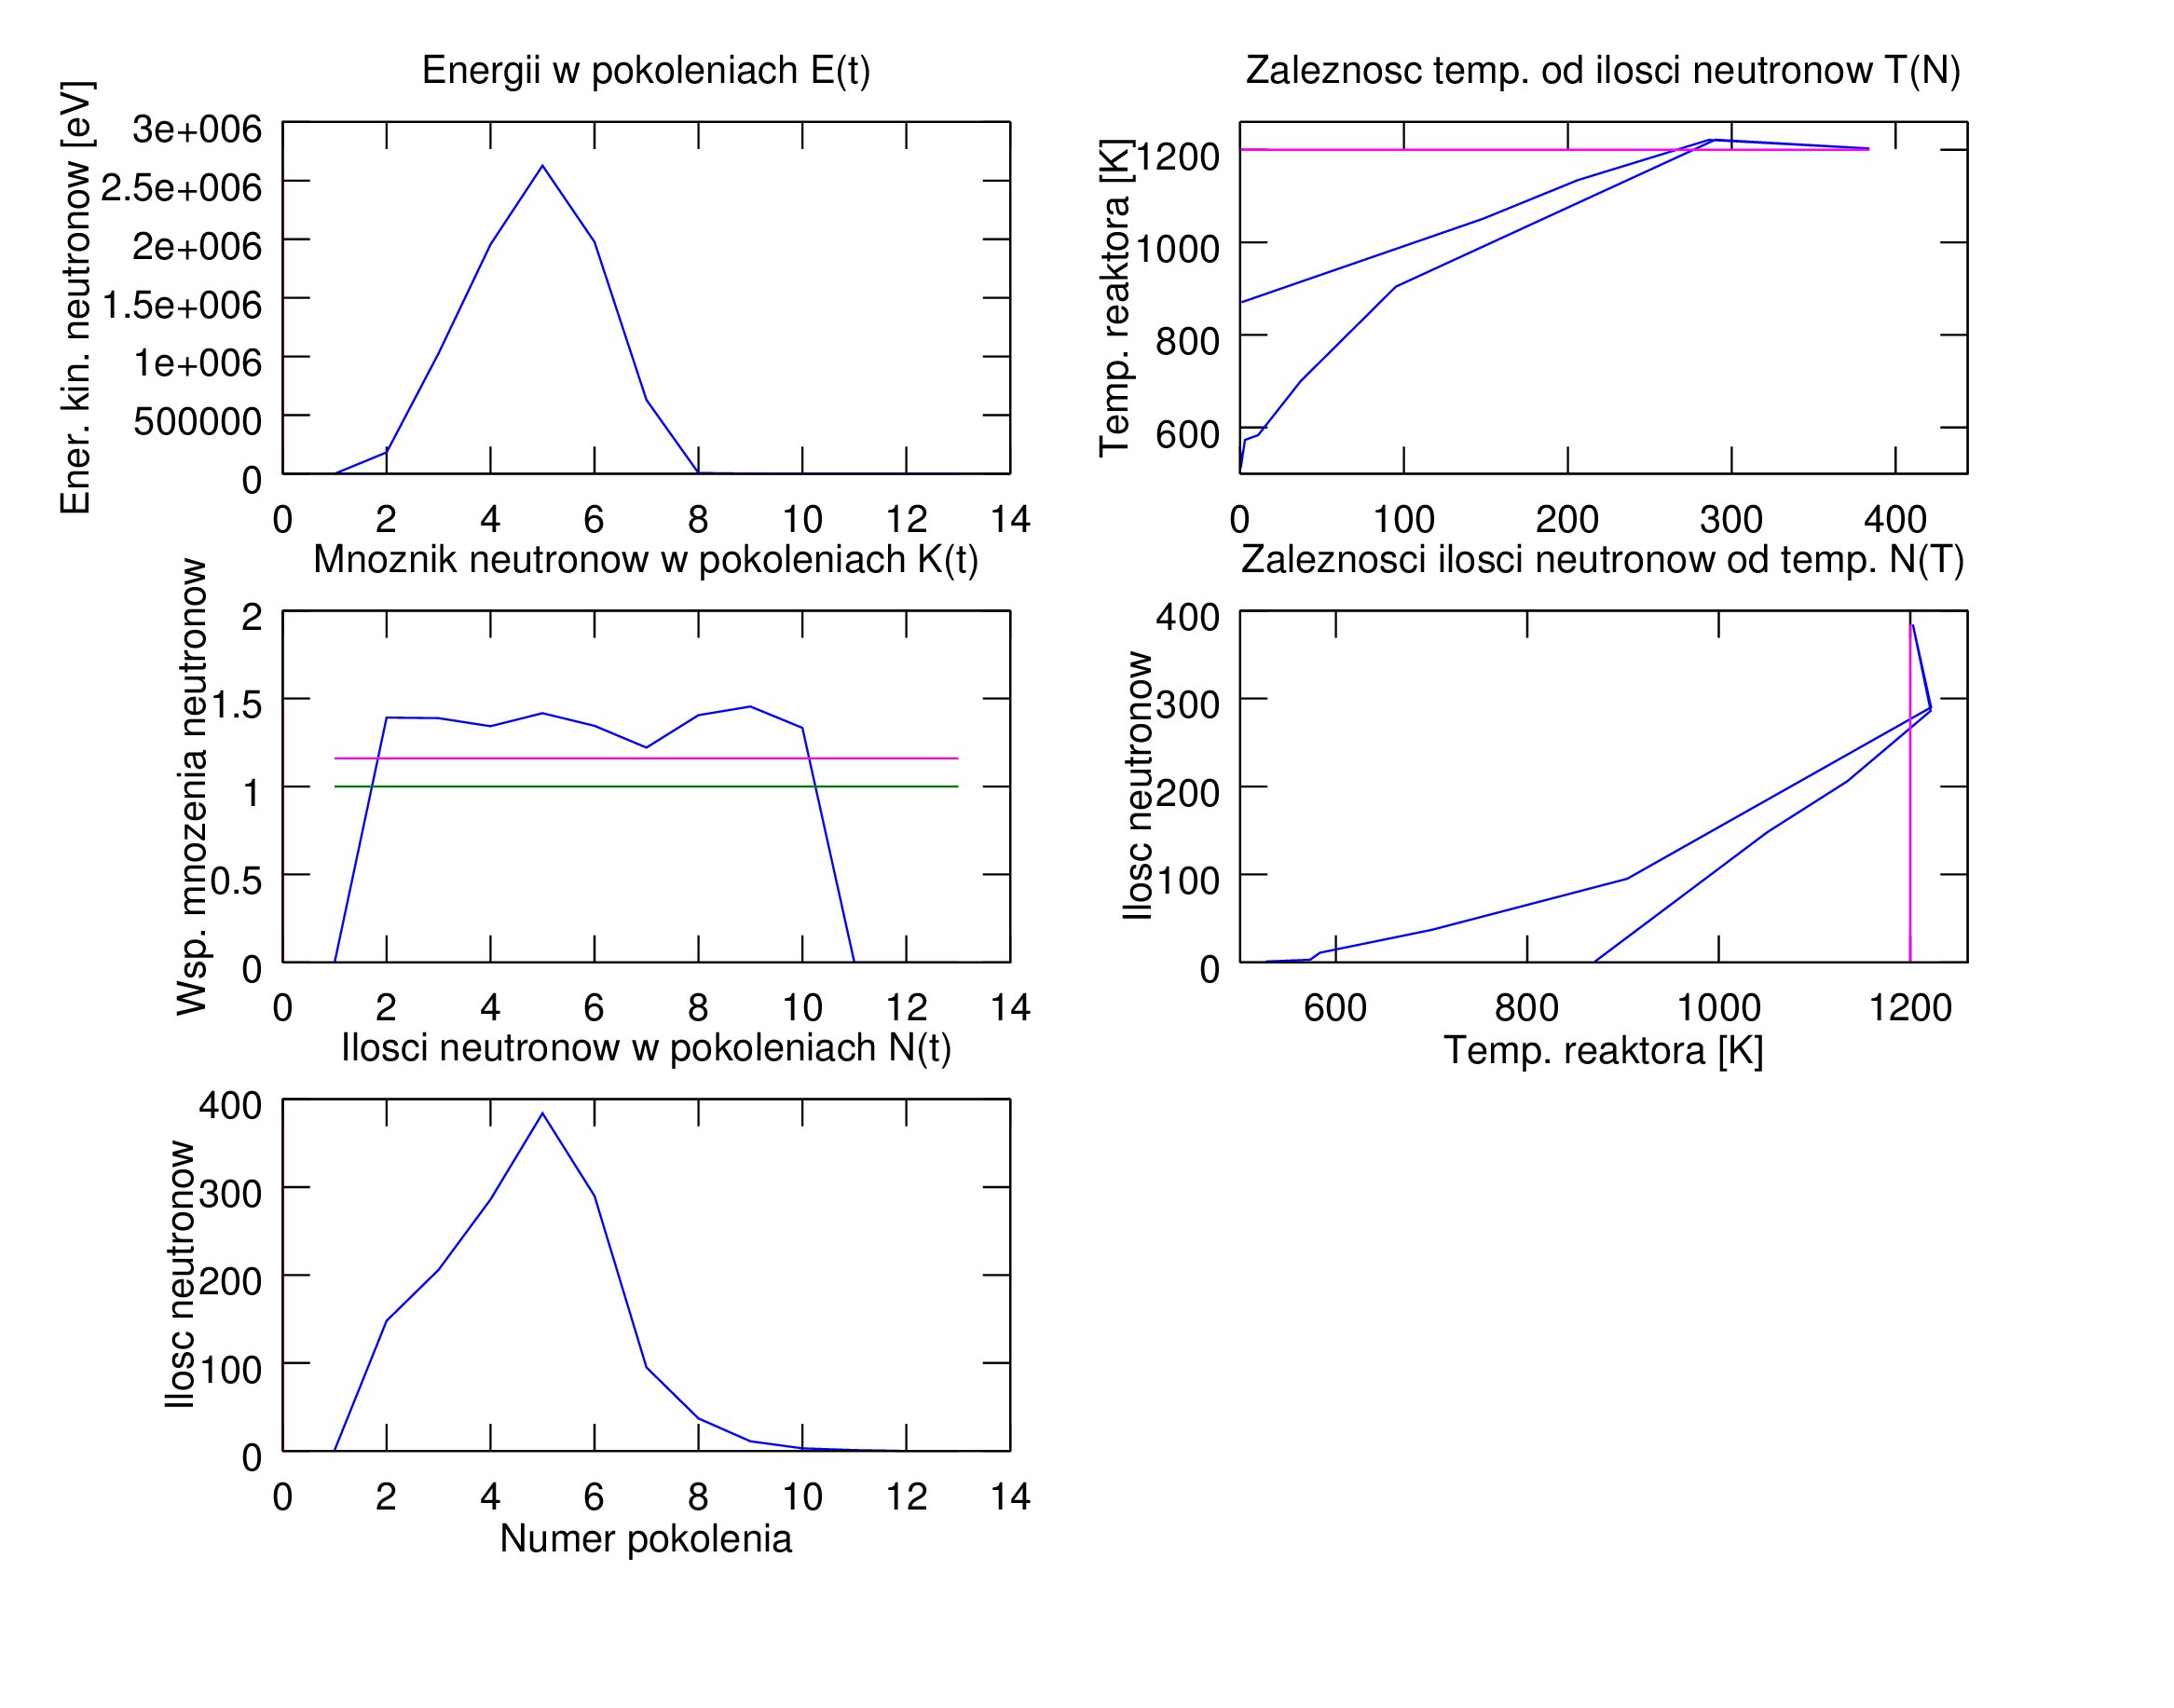 Energii w pokoleniach E(t)
Ener. kin. neutronow [eV]
3e+006
2.5e+006
2e+006
1.5e+006
1e+006
500000
0
0 2 4 6 8 10 12 14
Zaleznosc temp. od ilosci neutronow T(N)
Temp. reaktora [K]
1200
1000
800
600
0 100 200 300 400
Mnoznik neutronow w pokoleniach K(t)
Wsp. mnozenia neutronow
2
1.5
1
0.5
0
0 2 4 6 8 10 12 14
Zaleznosci ilosci neutronow od temp. N(T)
Ilosc neutronow
400
300
200
100
0
600 800 1000 1200
Temp. reaktora [K]
Ilosci neutronow w pokoleniach N(t)
Ilosc neutronow
400
300
200
100
0
0 2 4 6 8 10 12 14
Numer pokolenia